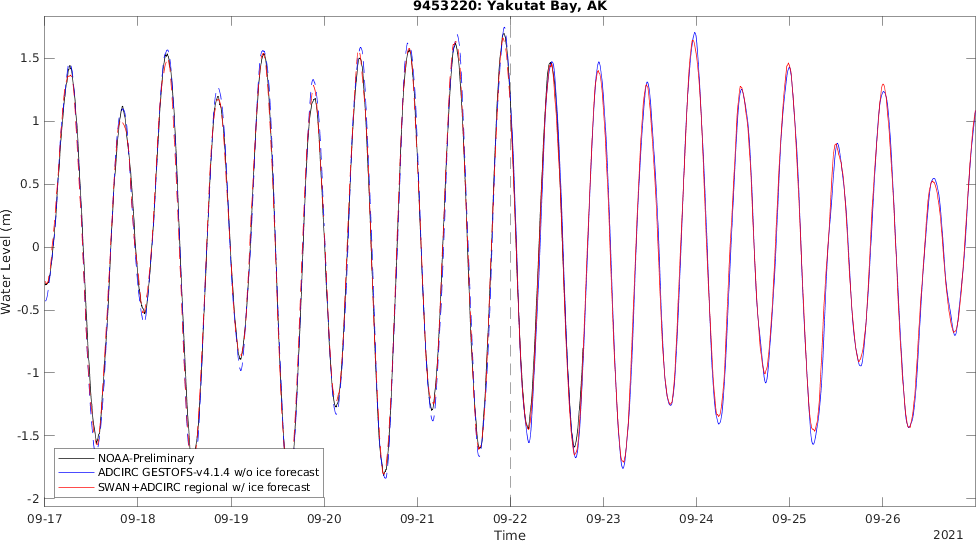 9453220: Yakutat Bay, AK
Water Level (m)
1.5
1
0.5
0
-0.5
-1
-1.5
-2
NOAA-Preliminary
ADCIRC GESTOFS-v4.1.4 w/o ice forecast
SWAN+ADCIRC regional w/ ice forecast
09-17 09-18 09-19 09-20 09-21 09-22 09-23 09-24 09-25 09-26
Time
2021